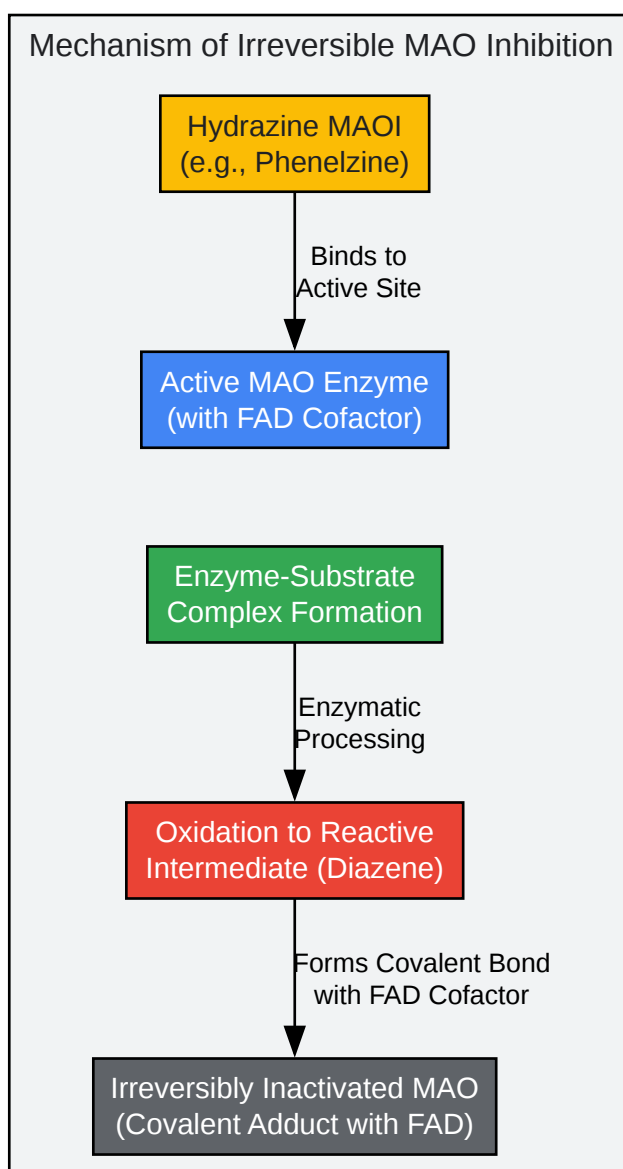 Mechanism of Irreversible MAO Inhibition
Hydrazine MAOI
(e.g., Phenelzine)
Binds to
Active Site
Active MAO Enzyme
(with FAD Cofactor)
Enzyme-Substrate
Complex Formation
Enzymatic
Processing
Oxidation to Reactive
Intermediate (Diazene)
Forms Covalent Bond
with FAD Cofactor
Irreversibly Inactivated MAO
(Covalent Adduct with FAD)